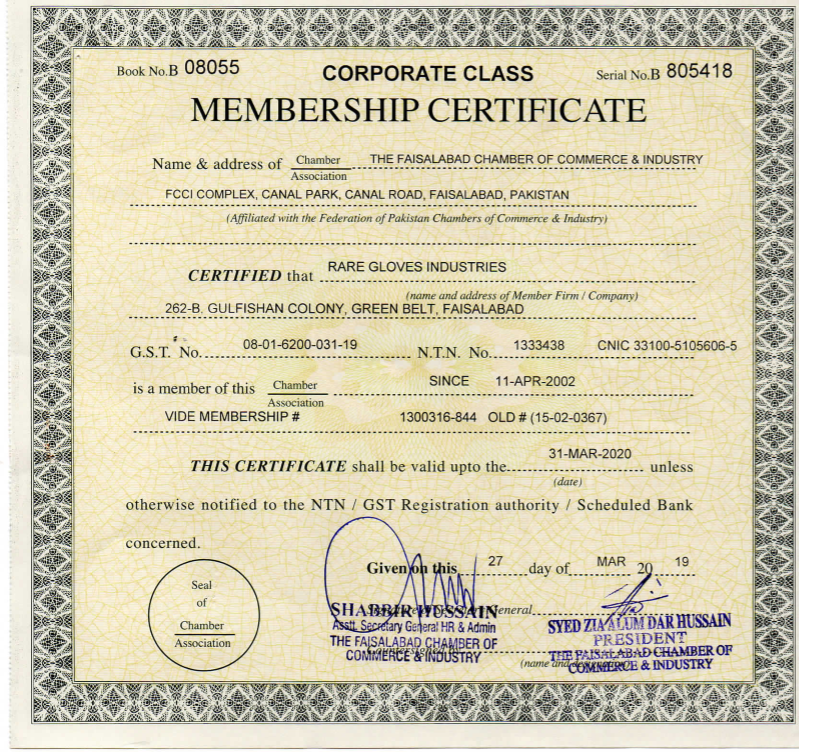 Book No.B 08055
CORPORATE CLASS
Serial No.B 805418
MEMBERSHIP CERTIFICATE
Name & address of Chamber THE FAISALABAD CHAMBER OF COMMERCE & INDUSTRY
Association
FCCI COMPLEX, CANAL PARK, CANAL ROAD, FAISALABAD, PAKISTAN
(Affiliated with the Federation of Pakistan Chambers of Commerce & Industry)
CERTIFIED that RARE GLOVES INDUSTRIES
(name and address of Member Firm / Company)
262-B, GULFISHAN COLONY, GREEN BELT, FAISALABAD
G.S.T. No. 08-01-6200-031-19 N.T.N. No. 1333438 CNIC 33100-5105606-5
is a member of this Chamber SINCE 11-APR-2002
Association
VIDE MEMBERSHIP # 1300316-844 OLD # (15-02-0367)
THIS CERTIFICATE shall be valid upto the 31-MAR-2020 unless
(date)
otherwise notified to the NTN / GST Registration authority / Scheduled Bank
concerned.
Given on this 27 day of MAR 20 19
Seal
of
Chamber
Association
General
SHABBIR HUSSAIN
Asstt. Secretary General HR & Admin
THE FAISALABAD CHAMBER OF
COMMERCE & INDUSTRY
Countersigned by
SYED ZIA ALUMDAR HUSSAIN
PRESIDENT
THE FAISALABAD CHAMBER OF
COMMERCE & INDUSTRY
(name and